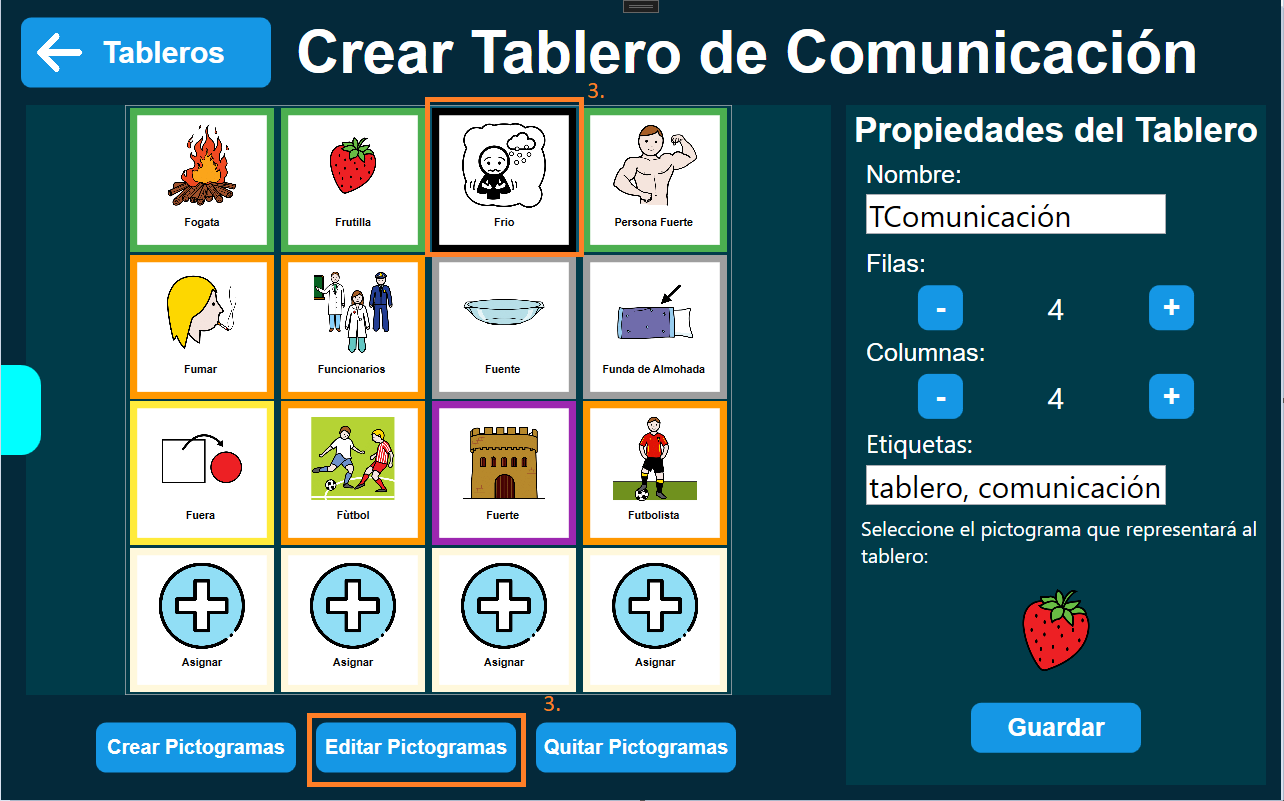 Tableros
Crear Tablero de Comunicación
3.
Fogata
Frutilla
Frio
Persona Fuerte
Fumar
Funcionarios
Fuente
Funda de Almohada
Fuera
Fùtbol
Fuerte
Futbolista
Asignar
Asignar
Asignar
Asignar
3.
Crear Pictogramas
Editar Pictogramas
Quitar Pictogramas
Propiedades del Tablero
Nombre:
TComunicación
Filas:
-
4
+
Columnas:
-
4
+
Etiquetas:
tablero, comunicación
Seleccione el pictograma que representará al
tablero:
Guardar